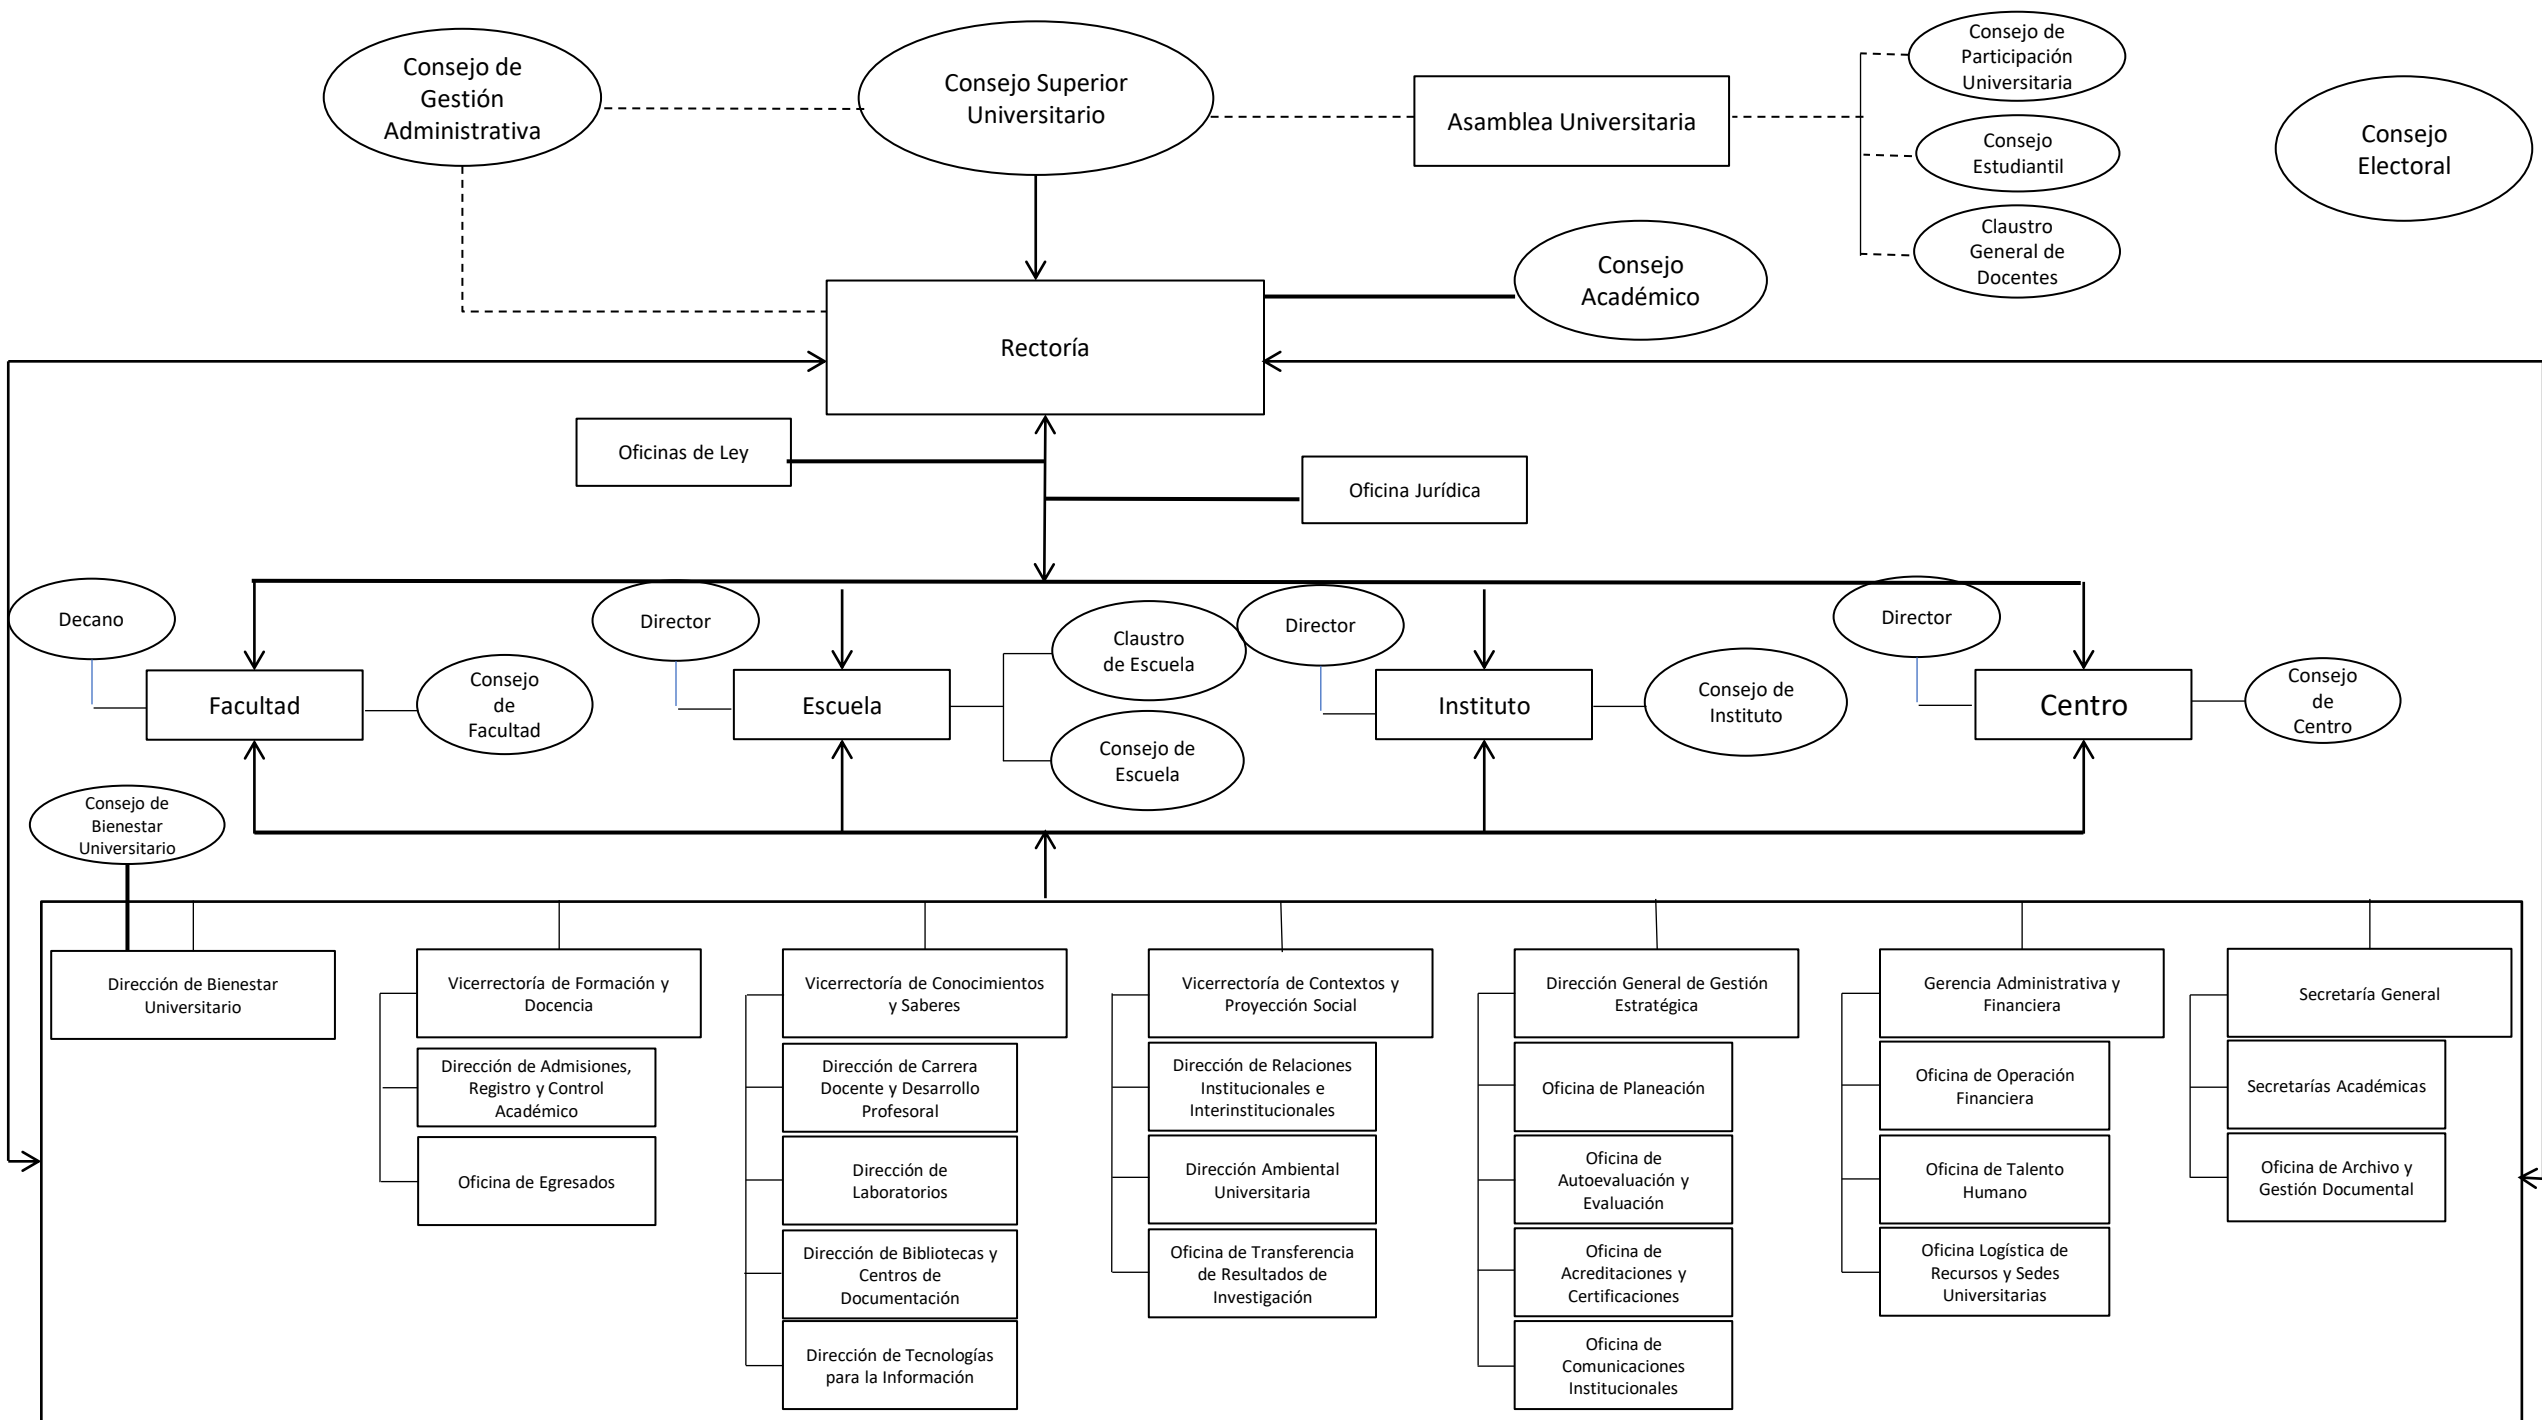 Consejo de
Gestión
Administrativa
Consejo Superior
Universitario
Asamblea Universitaria
Consejo de
Participación
Universitaria
Consejo
Estudiantil
Claustro
General de
Docentes
Consejo
Electoral
Consejo
Académico
Rectoría
Oficinas de Ley
Oficina Jurídica
Decano
Facultad
Consejo
de
Facultad
Director
Escuela
Claustro
de Escuela
Consejo de
Escuela
Director
Instituto
Consejo de
Instituto
Director
Centro
Consejo
de
Centro
Consejo de
Bienestar
Universitario
Dirección de Bienestar
Universitario
Vicerrectoría de Formación y
Docencia
Dirección de Admisiones,
Registro y Control
Académico
Oficina de Egresados
Vicerrectoría de Conocimientos
y Saberes
Dirección de Carrera
Docente y Desarrollo
Profesoral
Dirección de
Laboratorios
Dirección de Bibliotecas y
Centros de
Documentación
Dirección de Tecnologías
para la Información
Vicerrectoría de Contextos y
Proyección Social
Dirección de Relaciones
Institucionales e
Interinstitucionales
Dirección Ambiental
Universitaria
Oficina de Transferencia
de Resultados de
Investigación
Dirección General de Gestión
Estratégica
Oficina de Planeación
Oficina de
Autoevaluación y
Evaluación
Oficina de
Acreditaciones y
Certificaciones
Oficina de
Comunicaciones
Institucionales
Gerencia Administrativa y
Financiera
Oficina de Operación
Financiera
Oficina de Talento
Humano
Oficina Logística de
Recursos y Sedes
Universitarias
Secretaría General
Secretarías Académicas
Oficina de Archivo y
Gestión Documental